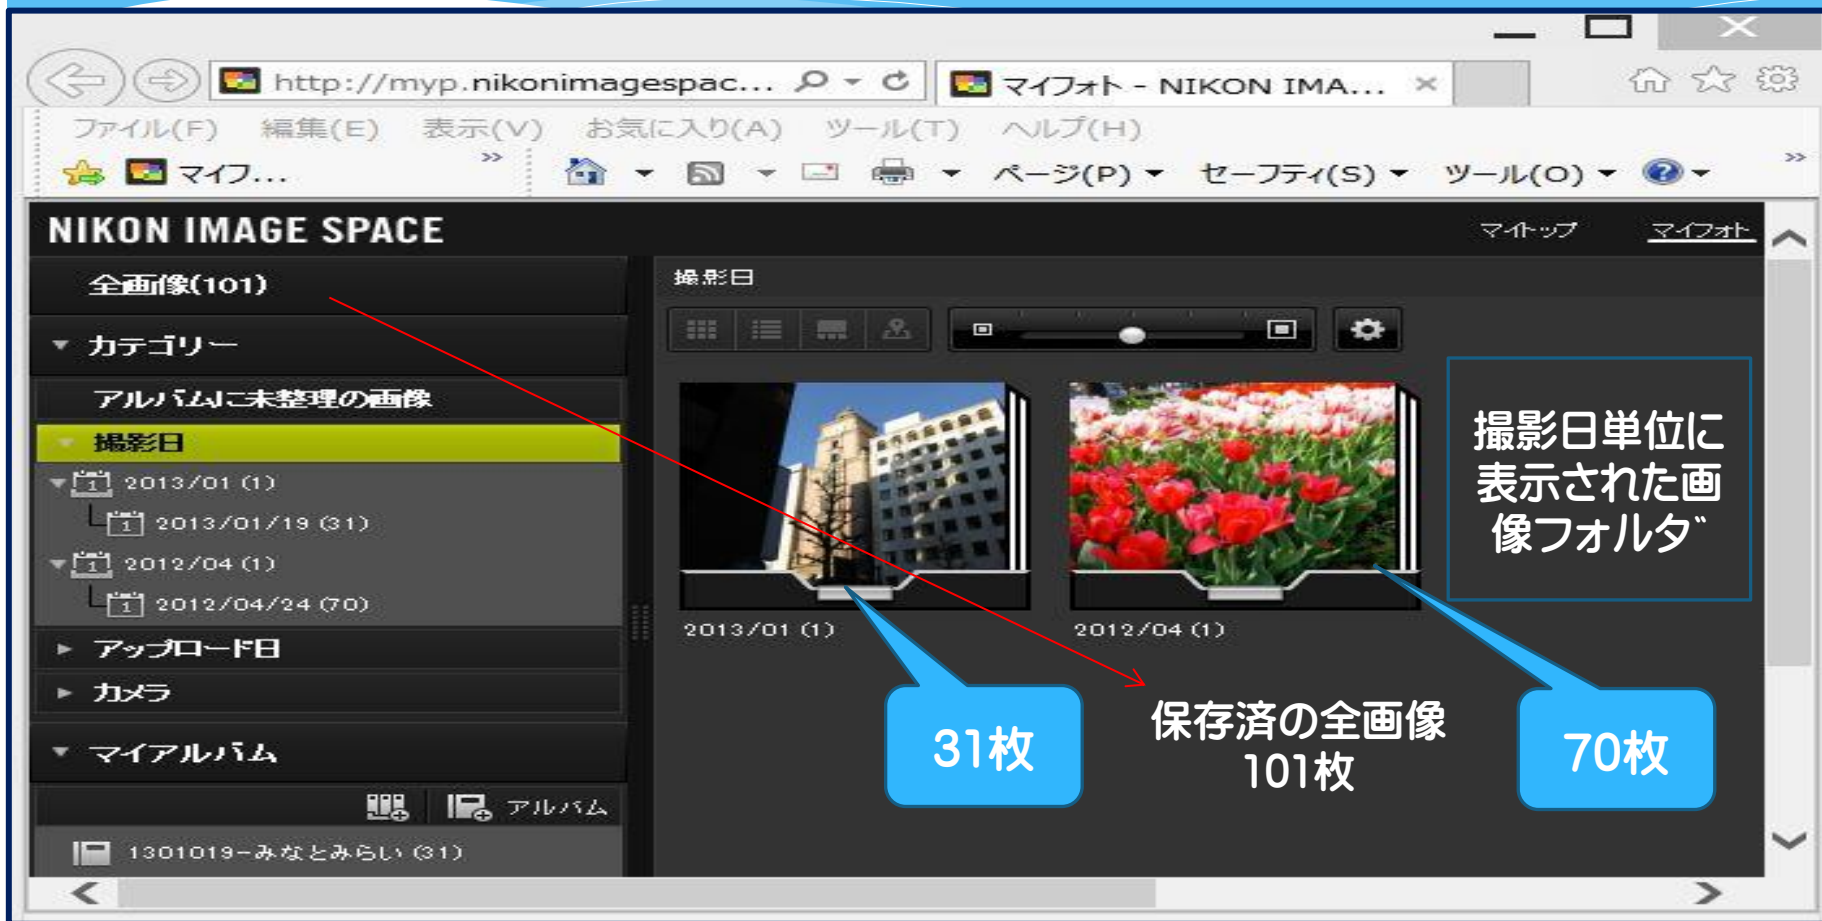 http://myp.nikonimagespac...
マイフォト - NIKON IMA...
ファイル(F) 編集(E) 表示(V) お気に入り(A) ツール(T) ヘルプ(H)
マイフ...
ページ(P) セーフティ(S) ツール(O)
NIKON IMAGE SPACE
マイトップ マイフォト
全画像(101)
カテゴリー
アルバムに未整理の画像
撮影日
2013/01 (1)
2013/01/19 (31)
2012/04 (1)
2012/04/24 (70)
アップロード日
カメラ
マイアルバム
アルバム
1301019-みなとみらい (31)
撮影日
2013/01 (1)
2012/04 (1)
撮影日単位に
表示された画
像フォルダ
31枚
保存済の全画像
101枚
70枚